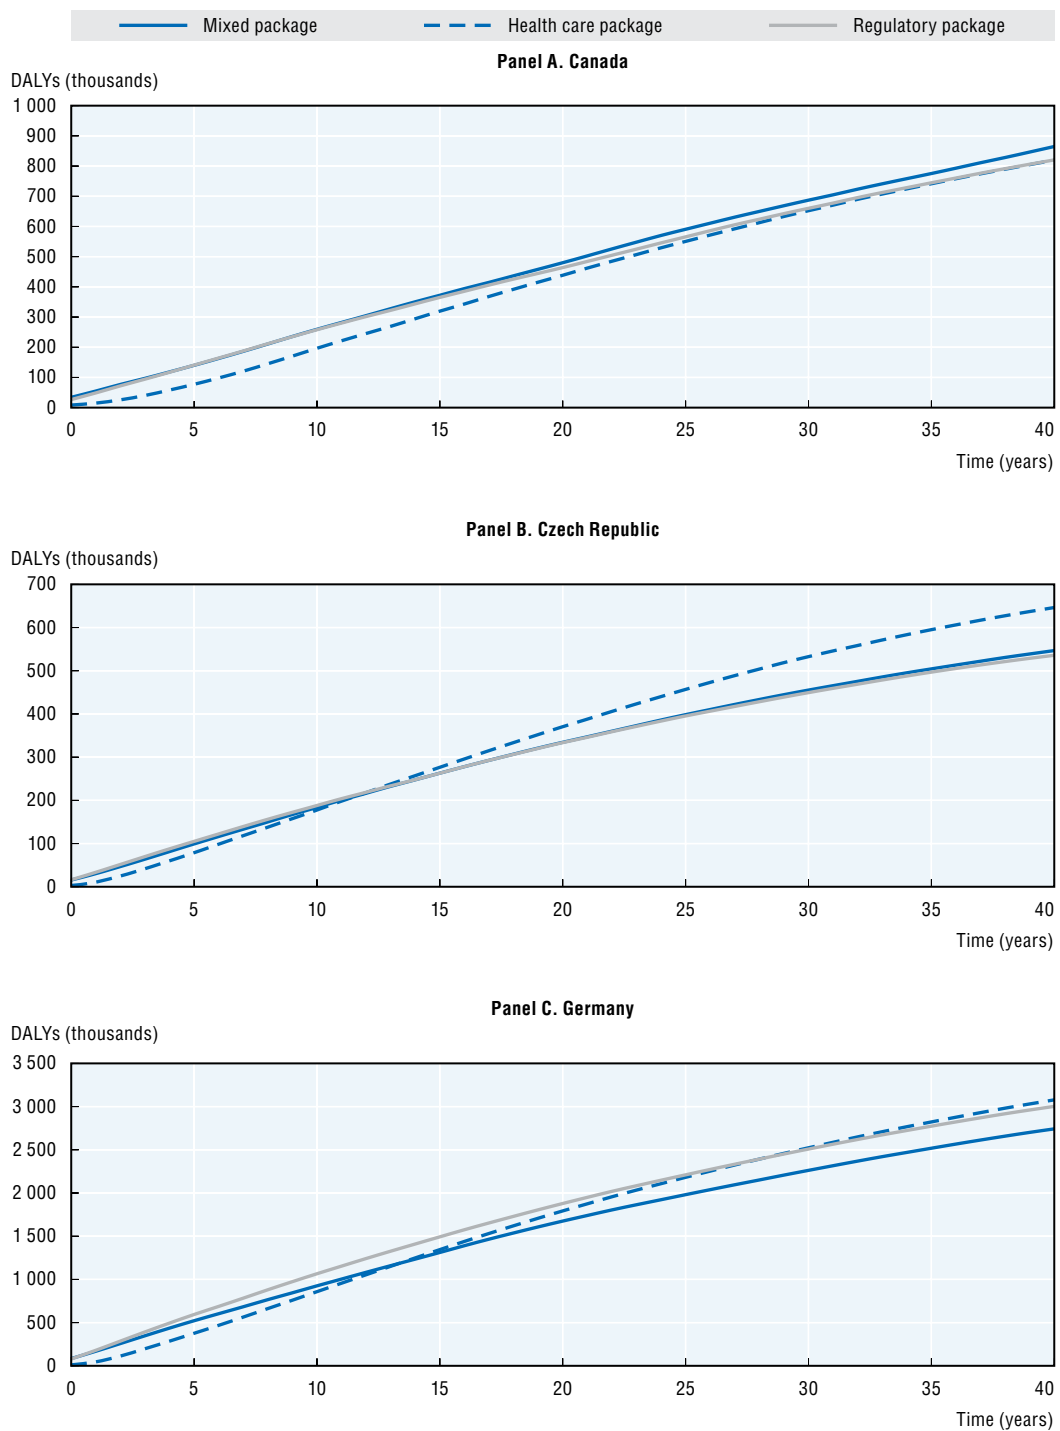 Mixed package Health care package Regulatory package
Panel A. Canada
DALYs (thousands)
1 000
900
800
700
600
500
400
300
200
100
0
0 5 10 15 20 25 30 35 40
Time (years)
Panel B. Czech Republic
DALYs (thousands)
700
600
500
400
300
200
100
0
0 5 10 15 20 25 30 35 40
Time (years)
Panel C. Germany
DALYs (thousands)
3 500
3 000
2 500
2 000
1 500
1 000
500
0
0 5 10 15 20 25 30 35 40
Time (years)